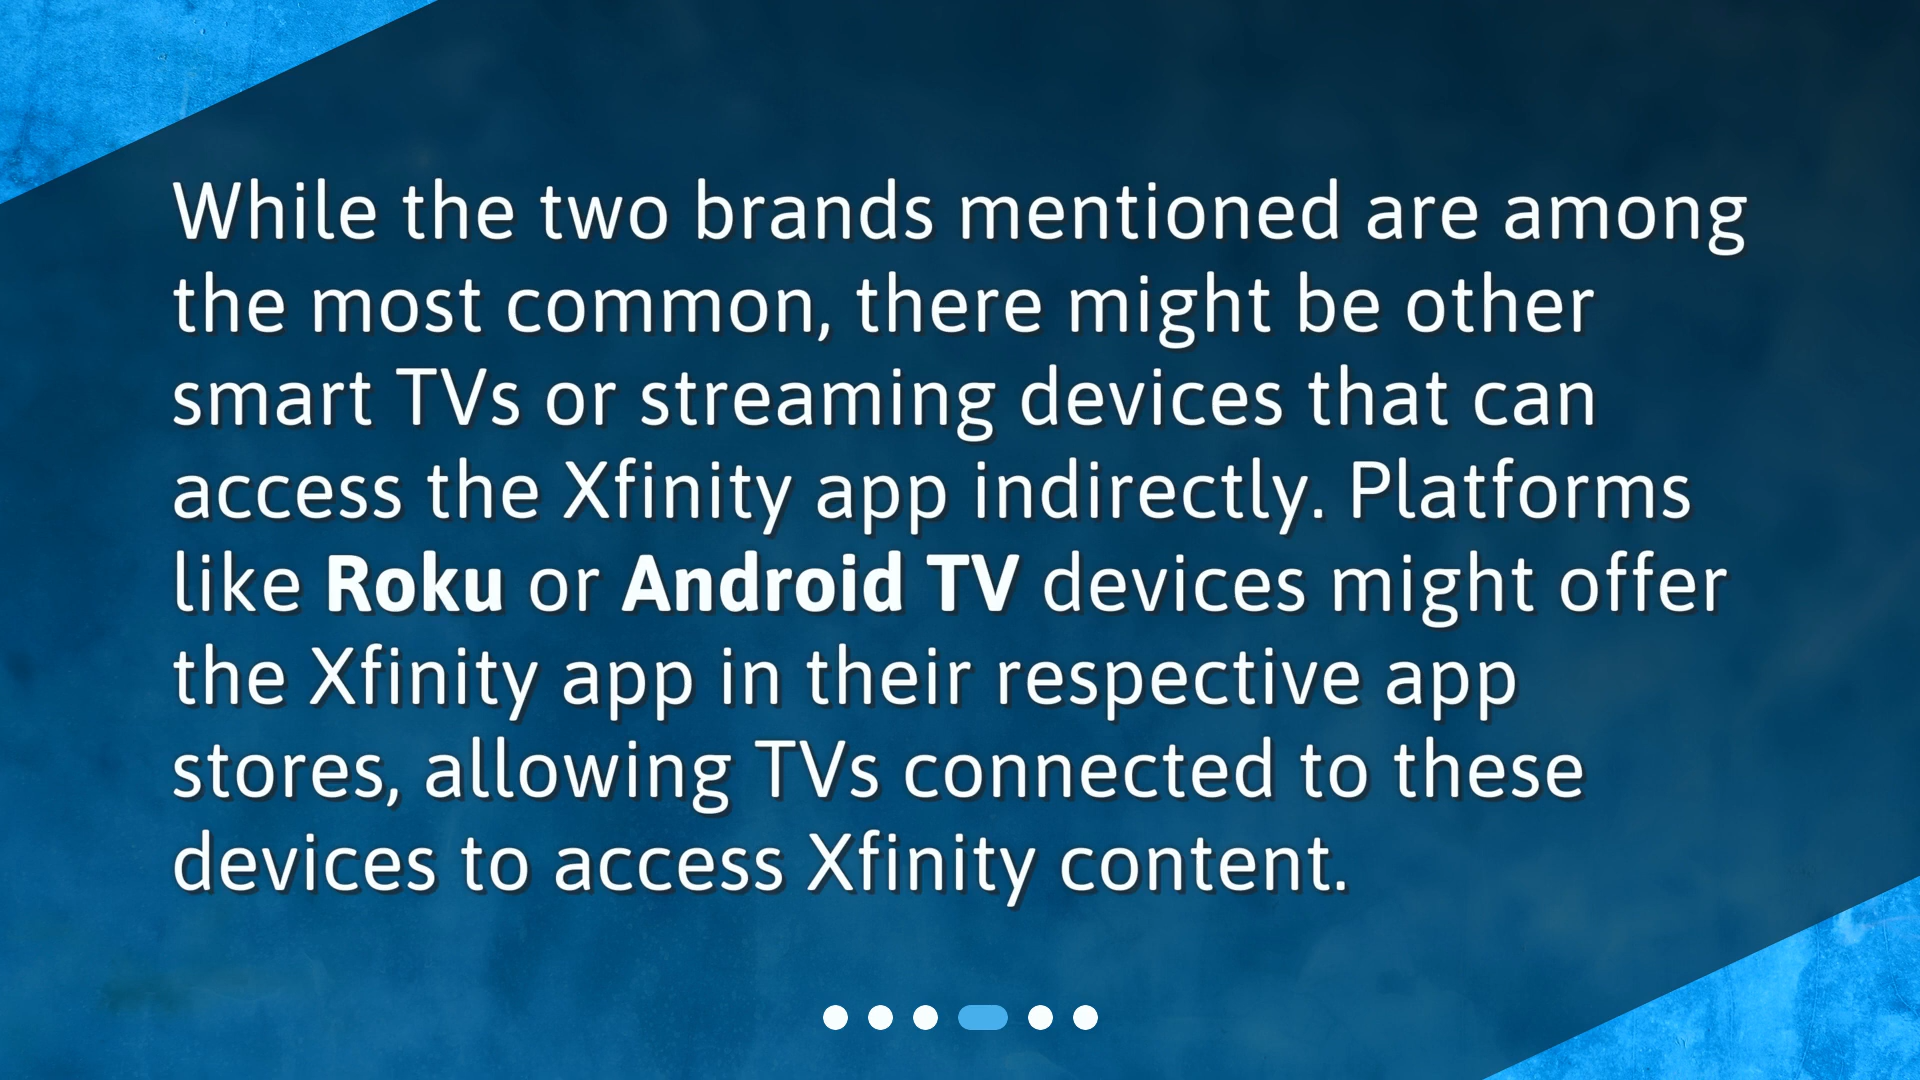 While the two brands mentioned are among
the most common, there might be other
smart TVs or streaming devices that can
access the Xfinity app indirectly. Platforms
like Roku or Android TV devices might offer
the Xfinity app in their respective app
stores, allowing TVs connected to these
devices to access Xfinity content.